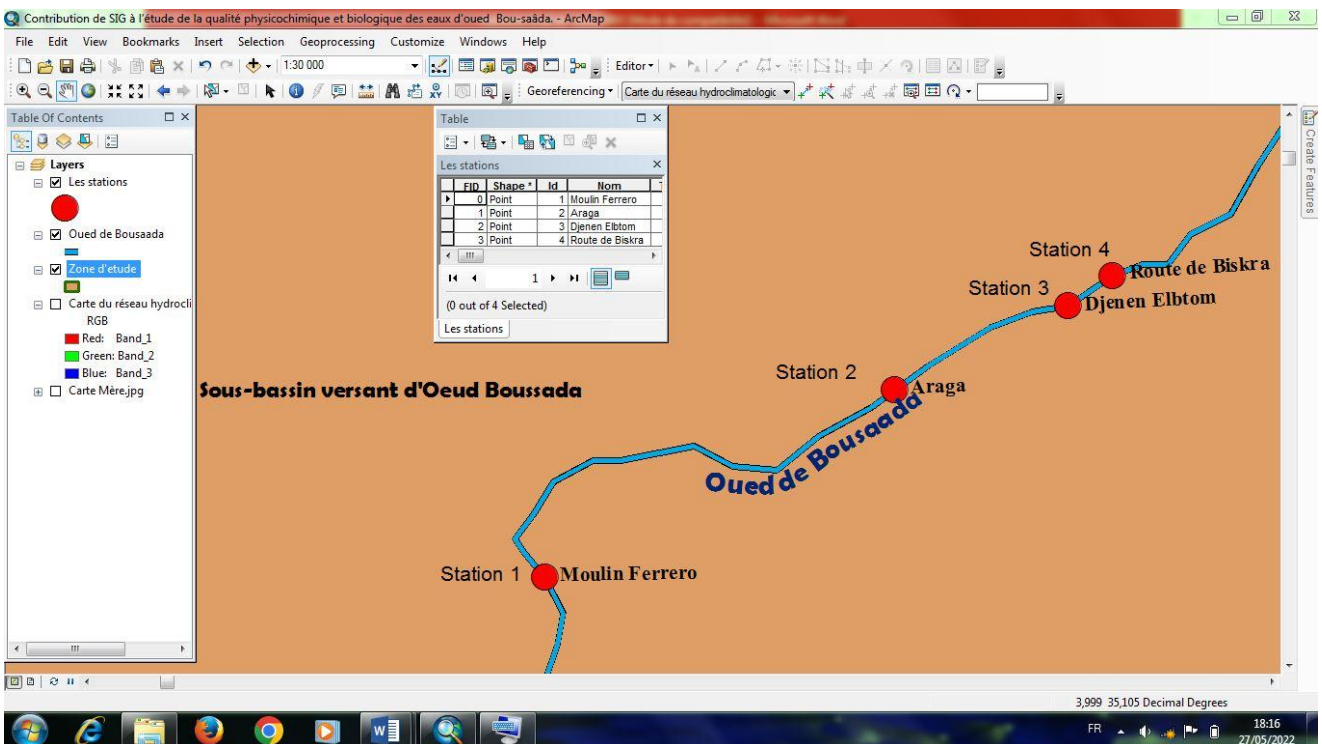 Contribution de SIG à l'étude de la qualité physicochimique et biologique des eaux d'oued Bou-saâda. - ArcMap
File Edit View Bookmarks Insert Selection Geoprocessing Customize Windows Help
1:30 000
Editor
Georeferencing
Carte du réseau hydroclimatologic
Table Of Contents
Layers
Les stations
Oued de Bousaada
Zone d'etude
Carte du réseau hydrocli
RGB
Red: Band_1
Green: Band_2
Blue: Band_3
Carte Mère.jpg
Table
Les stations
FID Shape * Id Nom
0 Point 1 Moulin Ferrero
1 Point 2 Araga
2 Point 3 Djenen Elbtom
3 Point 4 Route de Biskra
1
(0 out of 4 Selected)
Les stations
Create Features
Station 4
Route de Biskra
Station 3
Djenen Elbtom
Station 2
Araga
Sous-bassin versant d'Oeud Boussada
Oued de Bousaada
Station 1
Moulin Ferrero
3,999 35,105 Decimal Degrees
FR
18:16
27/05/2022